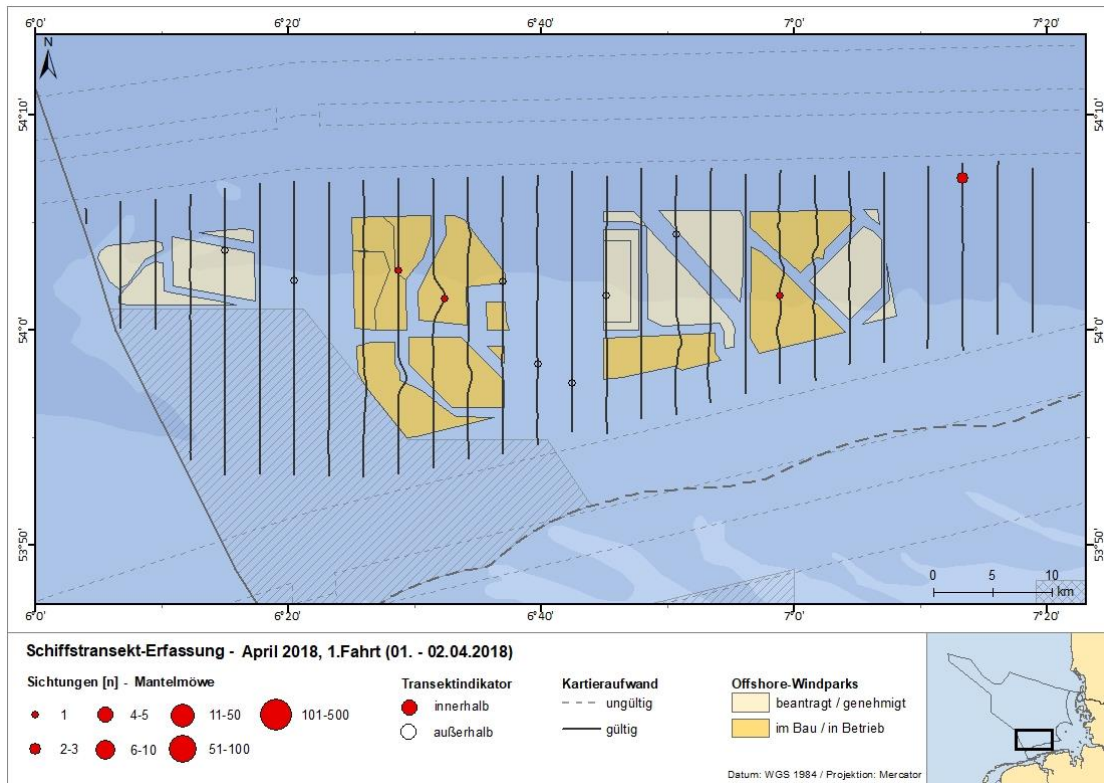 6°0' 6°20' 6°40' 7°0' 7°20'
N
54°10' 54°10'
54°0' 54°0'
53°50' 53°50'
0 5 10
km
6°0' 6°20' 6°40' 7°0' 7°20'
Schiffstransekt-Erfassung - April 2018, 1.Fahrt (01. - 02.04.2018)
Sichtungen [n] - Mantelmöwe
1 4-5 11-50 101-500
2-3 6-10 51-100
Transektindikator
innerhalb
außerhalb
Kartieraufwand
ungültig
gültig
Offshore-Windparks
beantragt / genehmigt
im Bau / in Betrieb
Datum: WGS 1984 / Projektion: Mercator